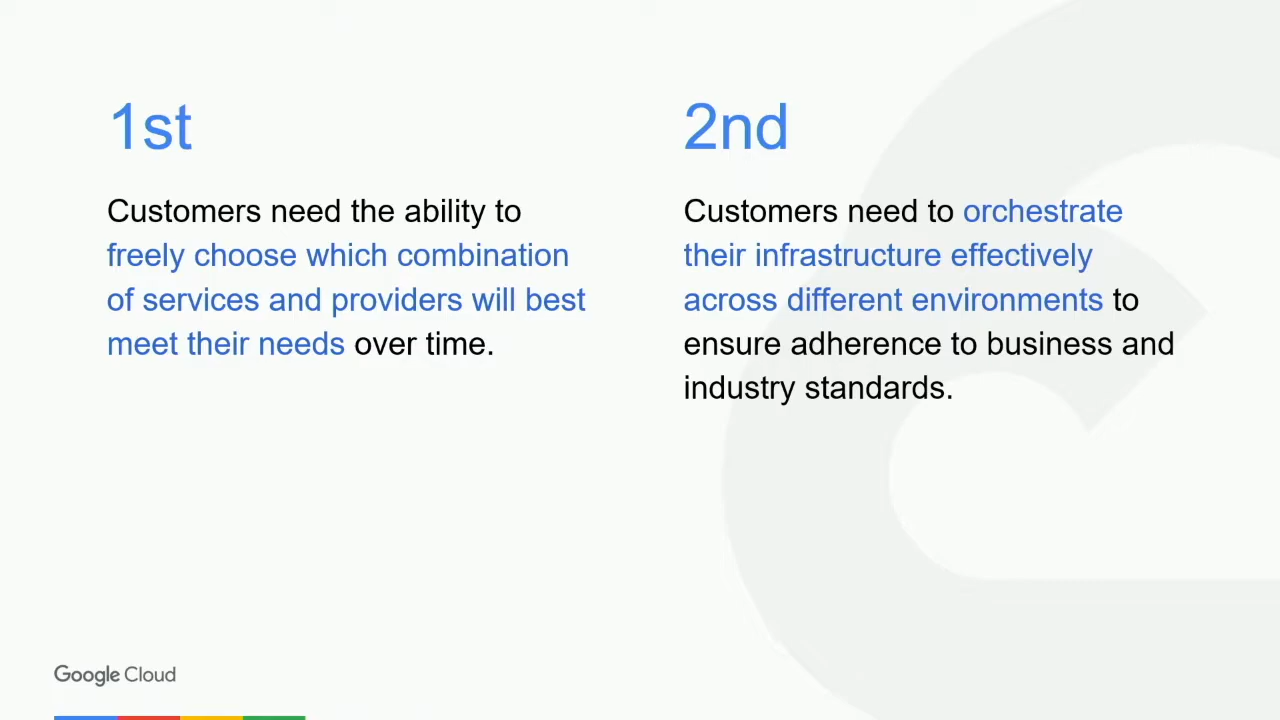 1st
Customers need the ability to
freely choose which combination
of services and providers will best
meet their needs over time.
2nd
Customers need to orchestrate
their infrastructure effectively
across different environments to
ensure adherence to business and
industry standards.
Google Cloud